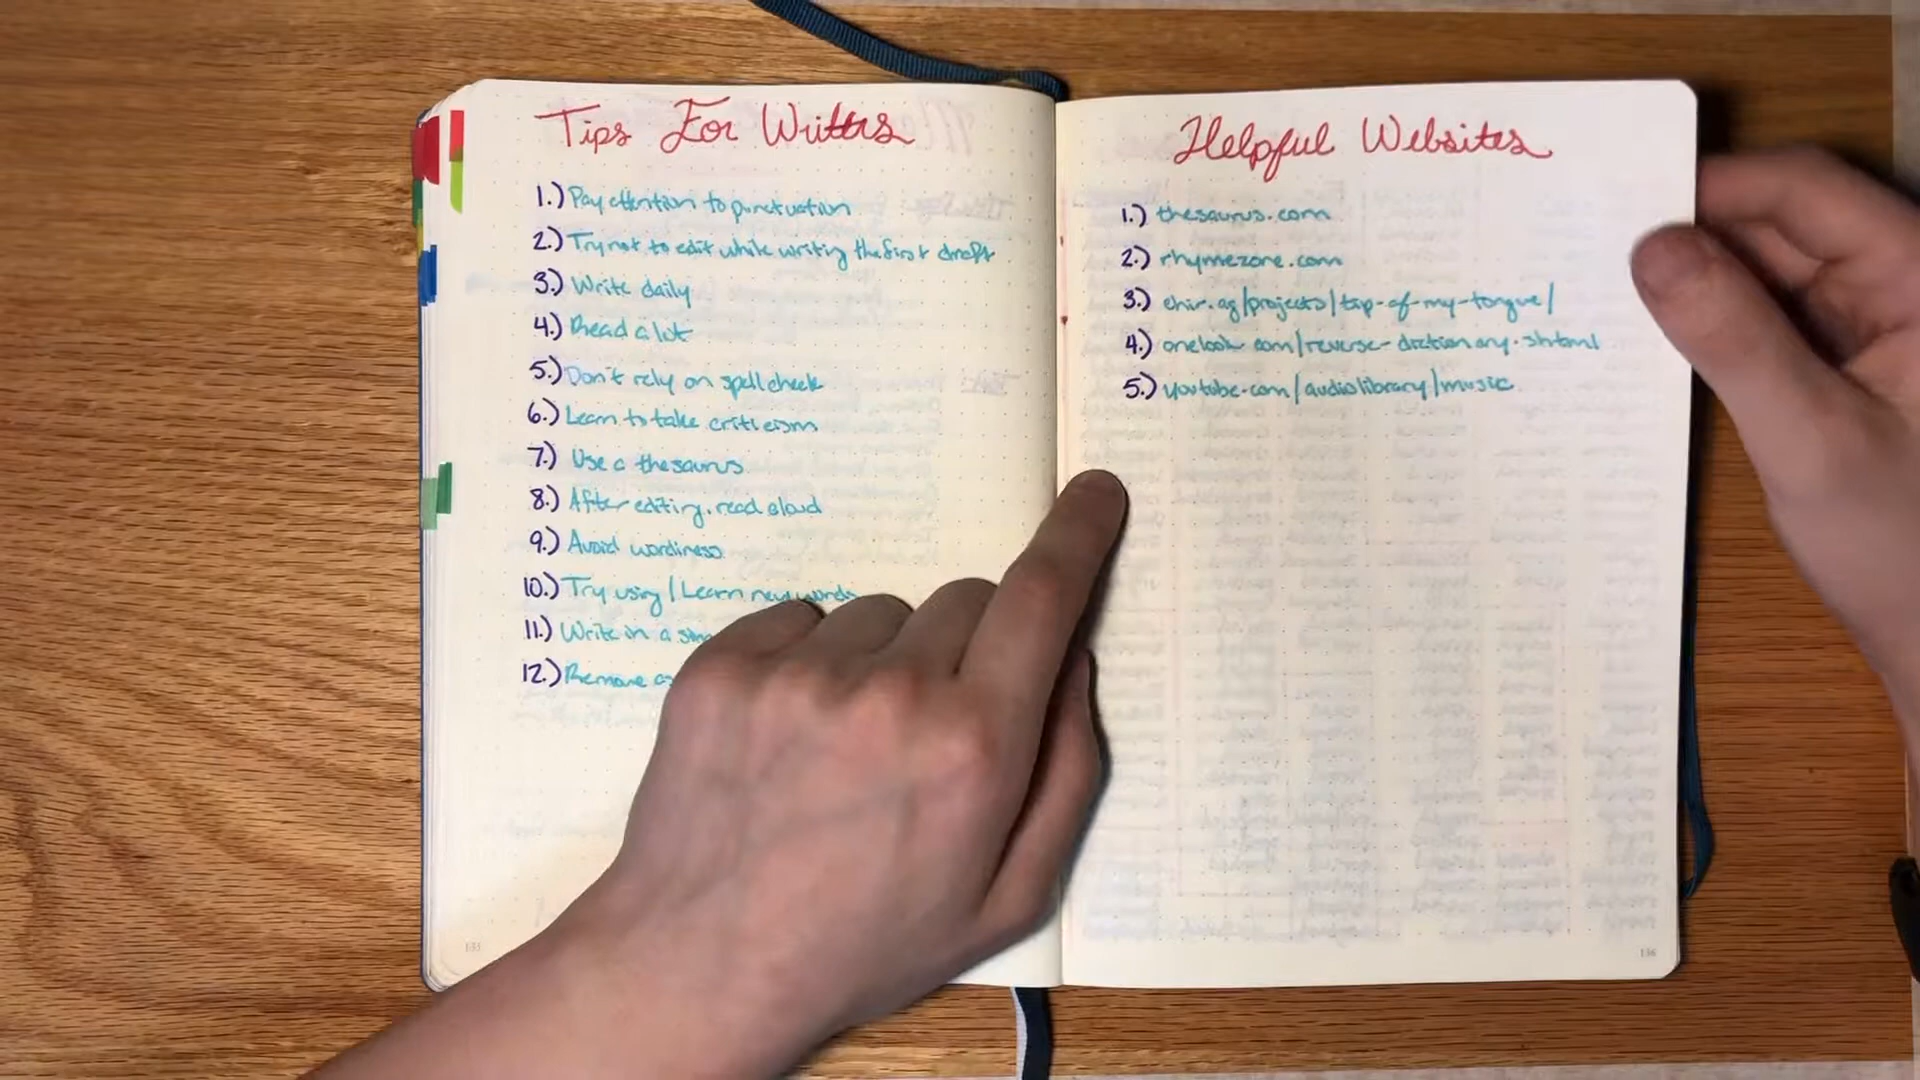 Tips For Writers
1.) Pay attention to punctuation
2.) Try not to edit while writing the first draft
3.) Write daily
4.) Read a lot
5.) Don't rely on spell check
6.) Learn to take criticism
7.) Use a thesaurus
8.) After editing, read aloud
9.) Avoid wordiness
10.) Try using / Learn new words
11.) Write in a
12.) Remove
Helpful Websites
1.) thesaurus.com
2.) rhymezone.com
3.) chir.ag/projects/tip-of-my-tongue/
4.) onelook.com/reverse-dictionary.shtml
5.) youtube.com/audiolibrary/music
136